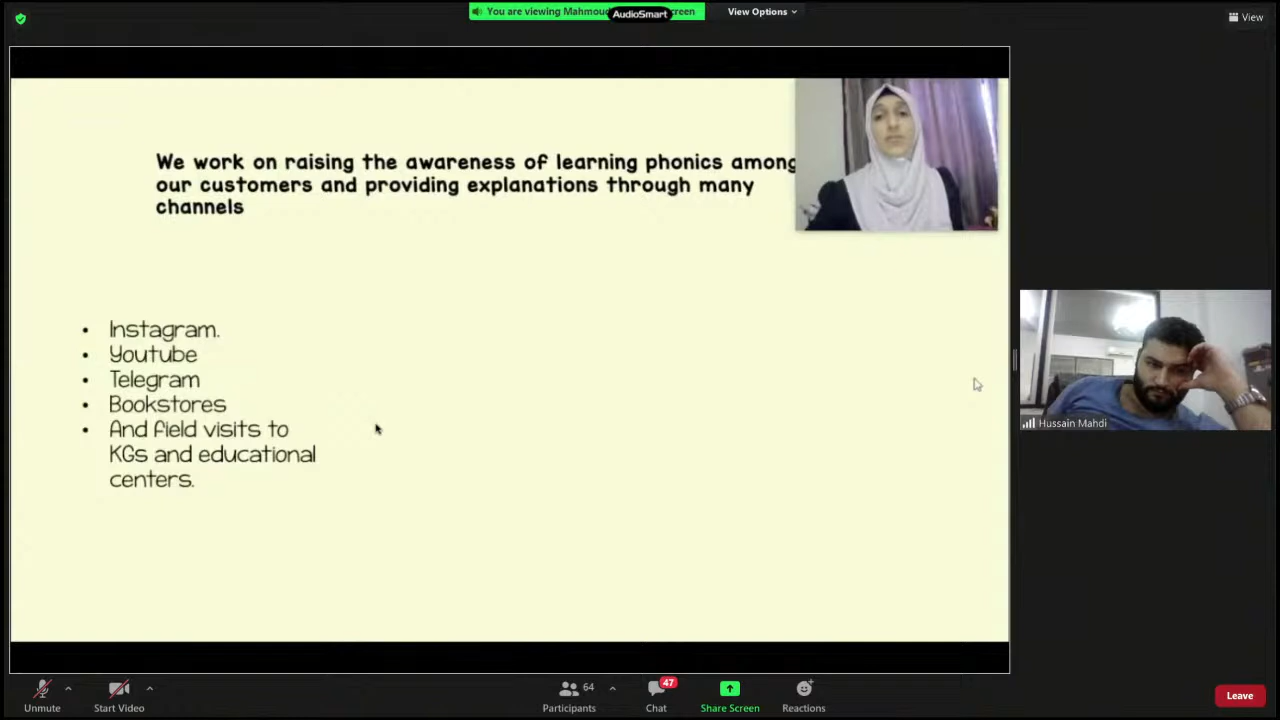 You are viewing Mahmoud
AudioSmart
creen
View Options
View
We work on raising the awareness of learning phonics among
our customers and providing explanations through many
channels
• Instagram.
• Youtube
• Telegram
• Bookstores
• And field visits to
KGs and educational
centers.
Hussain Mahdi
Unmute
Start Video
64
Participants
47
Chat
Share Screen
Reactions
Leave